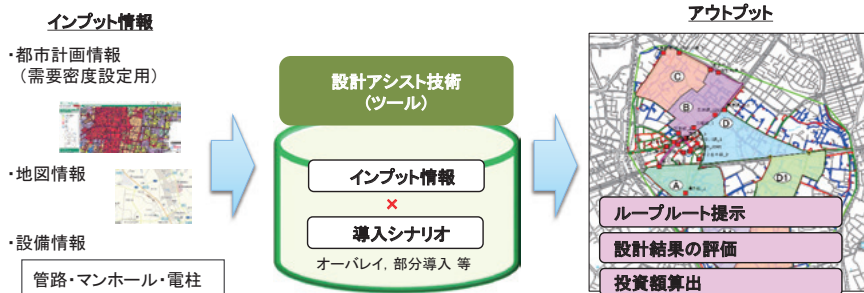 インプット情報
・都市計画情報
（需要密度設定用）
・地図情報
・設備情報
管路・マンホール・電柱
設計アシスト技術
（ツール）
インプット情報
×
導入シナリオ
オーバレイ, 部分導入 等
アウトプット
C
B
D
A
D1
ループルート提示
設計結果の評価
投資額算出